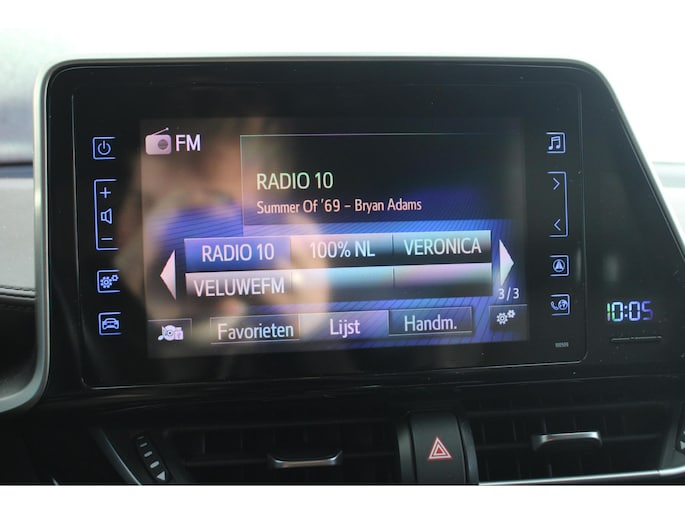 FM
RADIO 10
Summer Of '69 - Bryan Adams
RADIO 10 100% NL VERONICA
VELUWEFM
3/3
10:05
Favorieten Lijst Handm.